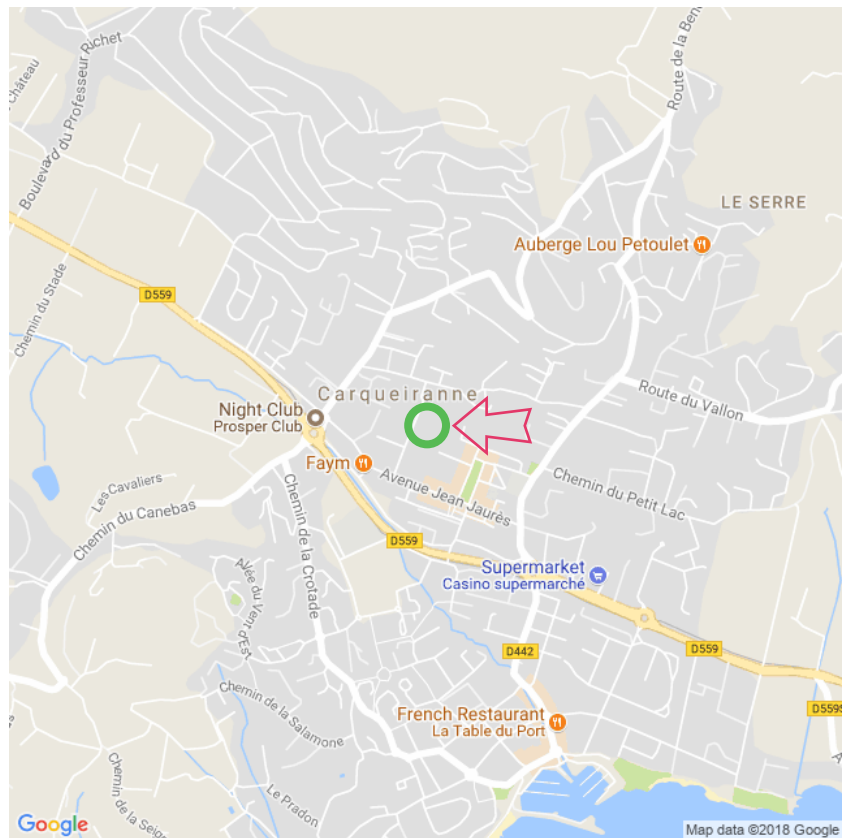 Route de la Bend
Boulevard du Professeur Richet
Château
LE SERRE
Auberge Lou Petoulet
D559
Chemin du Stade
Carqueiranne
Night Club
Prosper Club
Route du Vallon
Faym
Avenue Jean Jaurès
Chemin du Petit Lac
Les Cavaliers
Chemin du Canebas
Chemin de la Crotade
D559
Supermarket
Casino supermarché
Allée du Vent d'Est
D442
D559
Chemin de la Salamone
French Restaurant
La Table du Port
D5595
Le Pradon
Chemin de la Seig
A
Google
Map data ©2018 Google